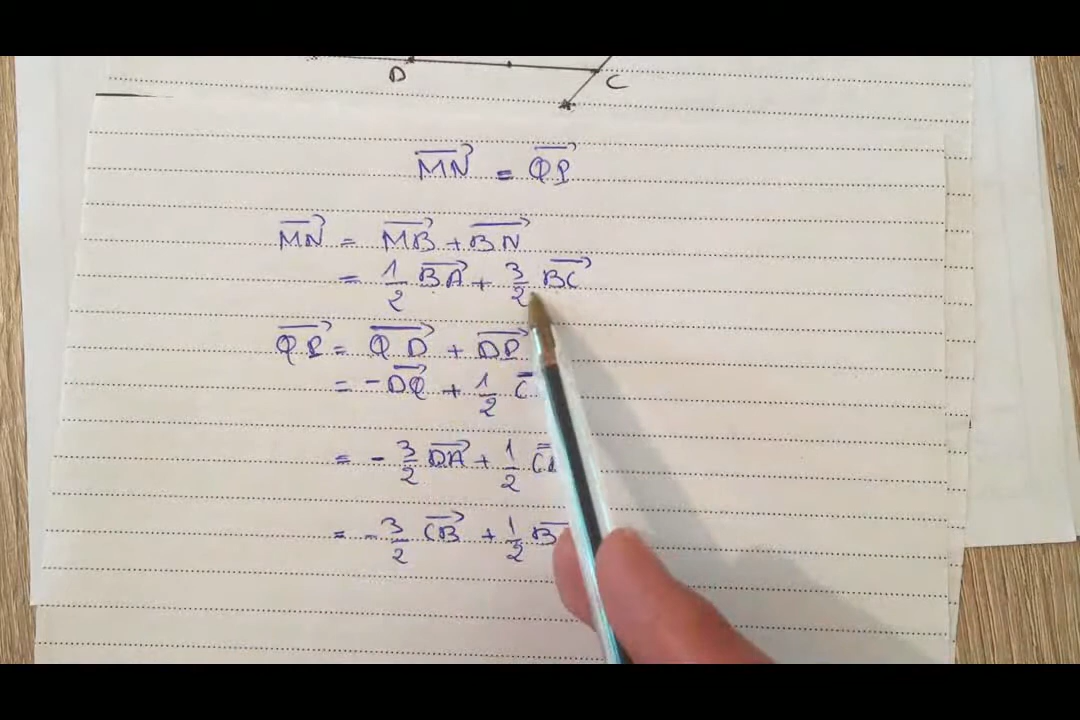 D C
MN = QP
MN = MB + BN
= 1/2 BA + 3/2 BC
QP = QD + DP
= - DQ + 1/2 C
= - 3/2 DA + 1/2 C
= - 3/2 CB + 1/2 B